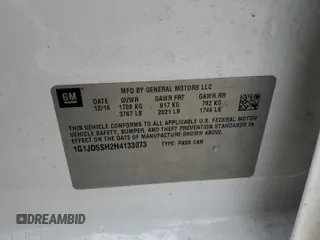 GM
MFD BY GENERAL MOTORS LLC
12/16 GVWR GAWR FRT GAWR RR
1709 KG 917 KG 792 KG
3767 LB 2021 LB 1746 LB
THIS VEHICLE CONFORMS TO ALL APPLICABLE U.S. FEDERAL MOTOR
VEHICLE SAFETY, BUMPER, AND THEFT PREVENTION STANDARDS IN
EFFECT ON THE DATE OF MANUFACTURE SHOWN ABOVE.
1G1JD5SH2H4133073 TYPE: PASS CAR
DREAMBID